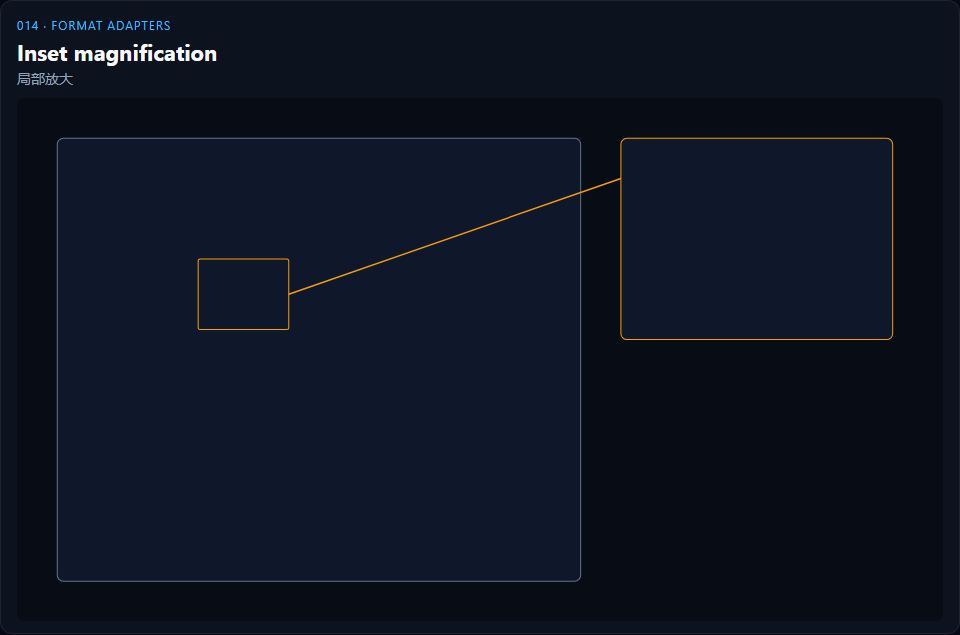 014 · FORMAT ADAPTERS
Inset magnification
局部放大